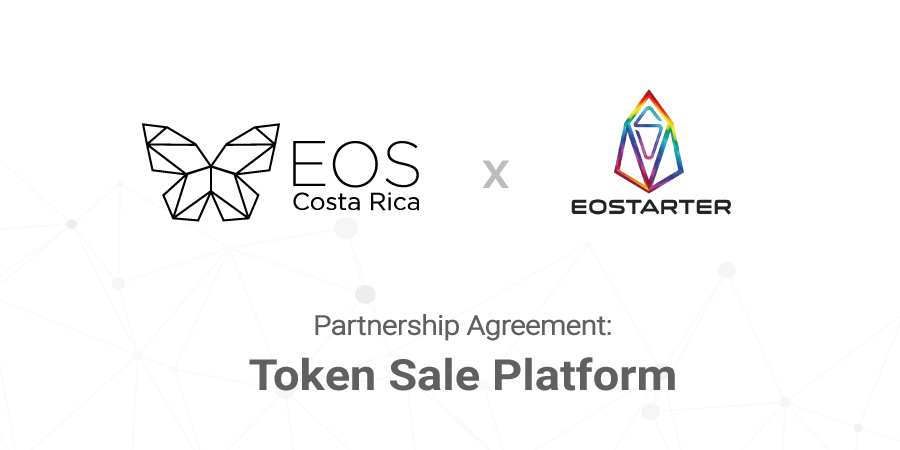 EOS
Costa Rica
x
EOSTARTER
Partnership Agreement:
Token Sale Platform